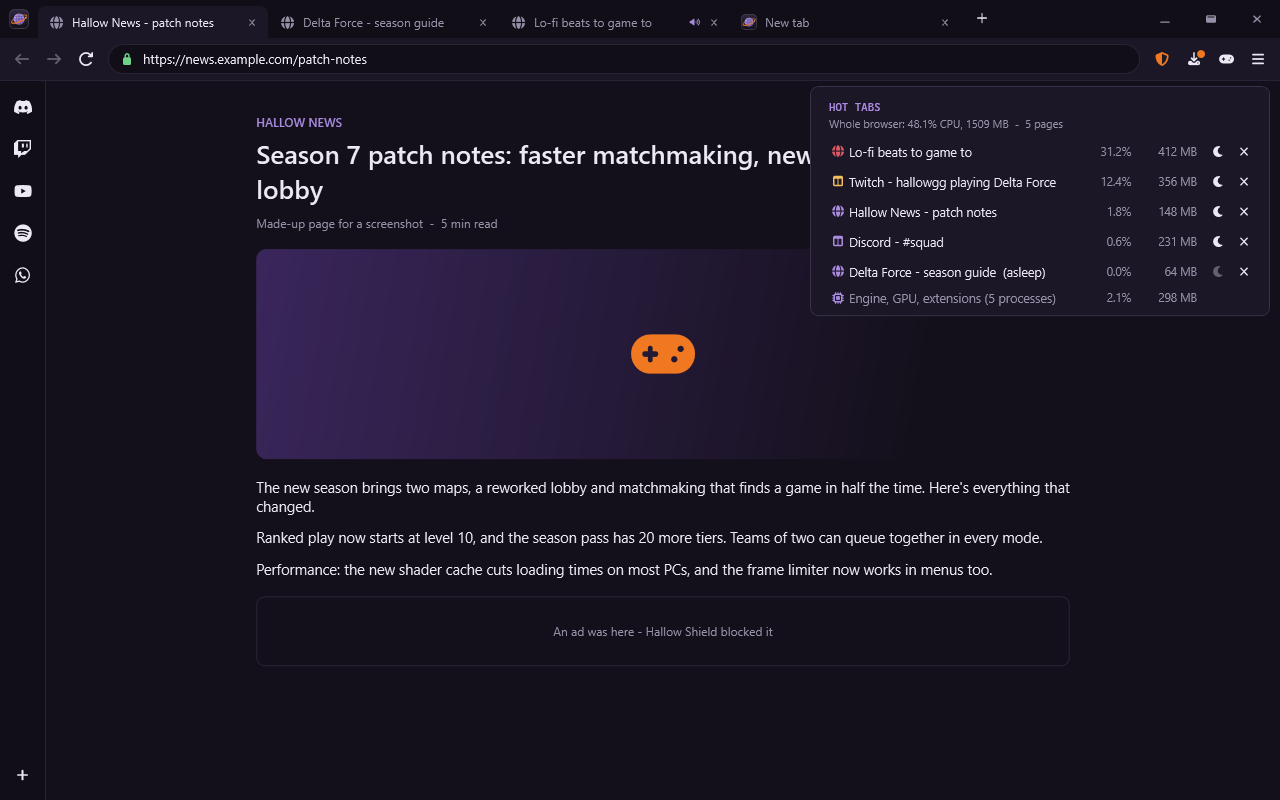 Hallow News - patch notes
Delta Force - season guide
Lo-fi beats to game to
New tab
https://news.example.com/patch-notes
HOT TABS
Whole browser: 48.1% CPU, 1509 MB - 5 pages
Lo-fi beats to game to 31.2% 412 MB
Twitch - hallowgg playing Delta Force 12.4% 356 MB
Hallow News - patch notes 1.8% 148 MB
Discord - #squad 0.6% 231 MB
Delta Force - season guide (asleep) 0.0% 64 MB
Engine, GPU, extensions (5 processes) 2.1% 298 MB
HALLOW NEWS
Season 7 patch notes: faster matchmaking, new
lobby
Made-up page for a screenshot - 5 min read
The new season brings two maps, a reworked lobby and matchmaking that finds a game in half the time. Here's everything that
changed.
Ranked play now starts at level 10, and the season pass has 20 more tiers. Teams of two can queue together in every mode.
Performance: the new shader cache cuts loading times on most PCs, and the frame limiter now works in menus too.
An ad was here - Hallow Shield blocked it